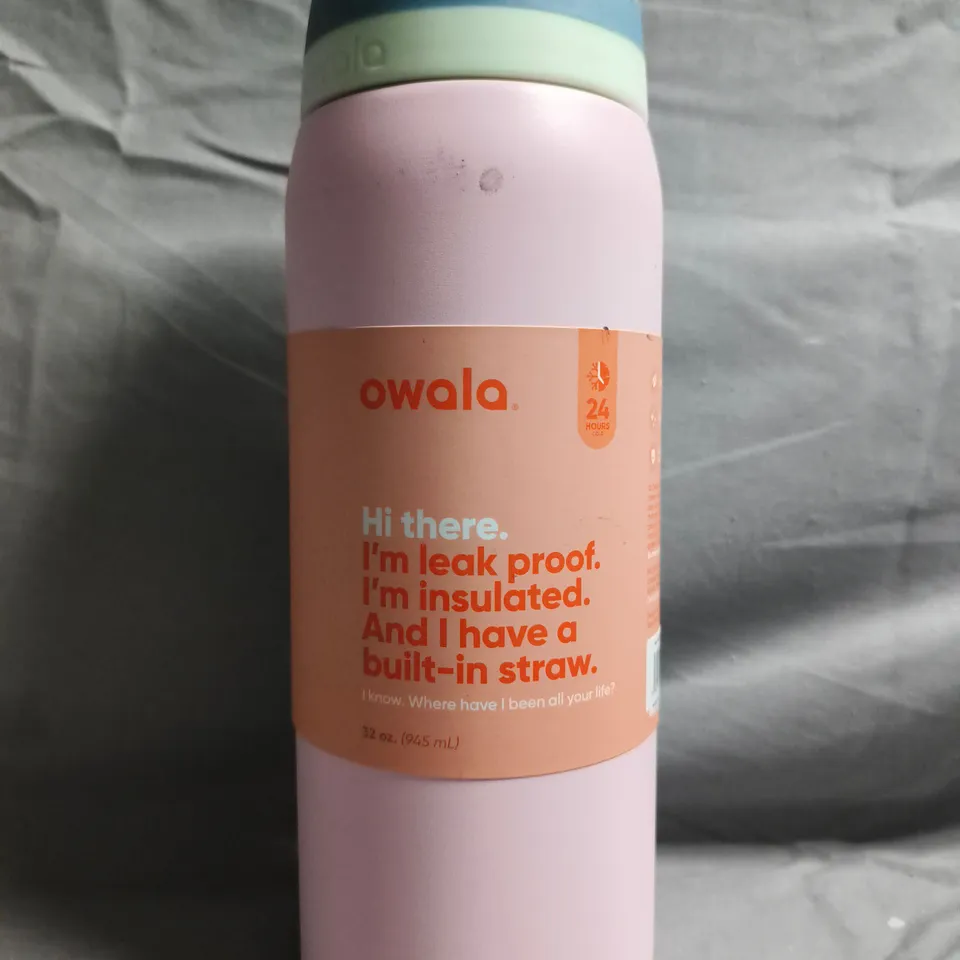 owala
owala®
24
HOURS
Hi there.
I'm leak proof.
I'm insulated.
And I have a
built-in straw.
I know. Where have I been all your life?
32 oz. (945 mL)